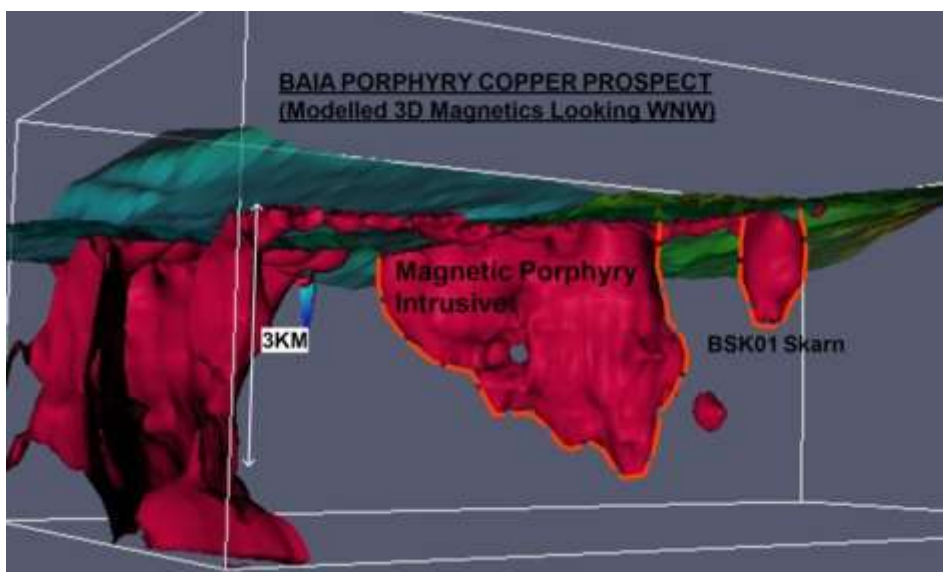 BAIA PORPHYRY COPPER PROSPECT
(Modelled 3D Magnetics Looking WNW)
Magnetic Porphyry
Intrusive
3KM
BSK01 Skarn